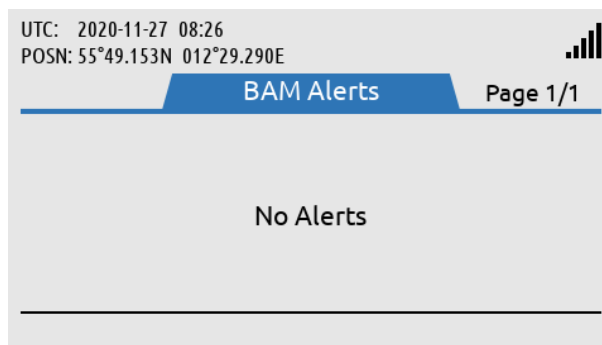 UTC: 2020-11-27 08:26
POSN: 55°49.153N 012°29.290E
BAM Alerts Page 1/1
No Alerts